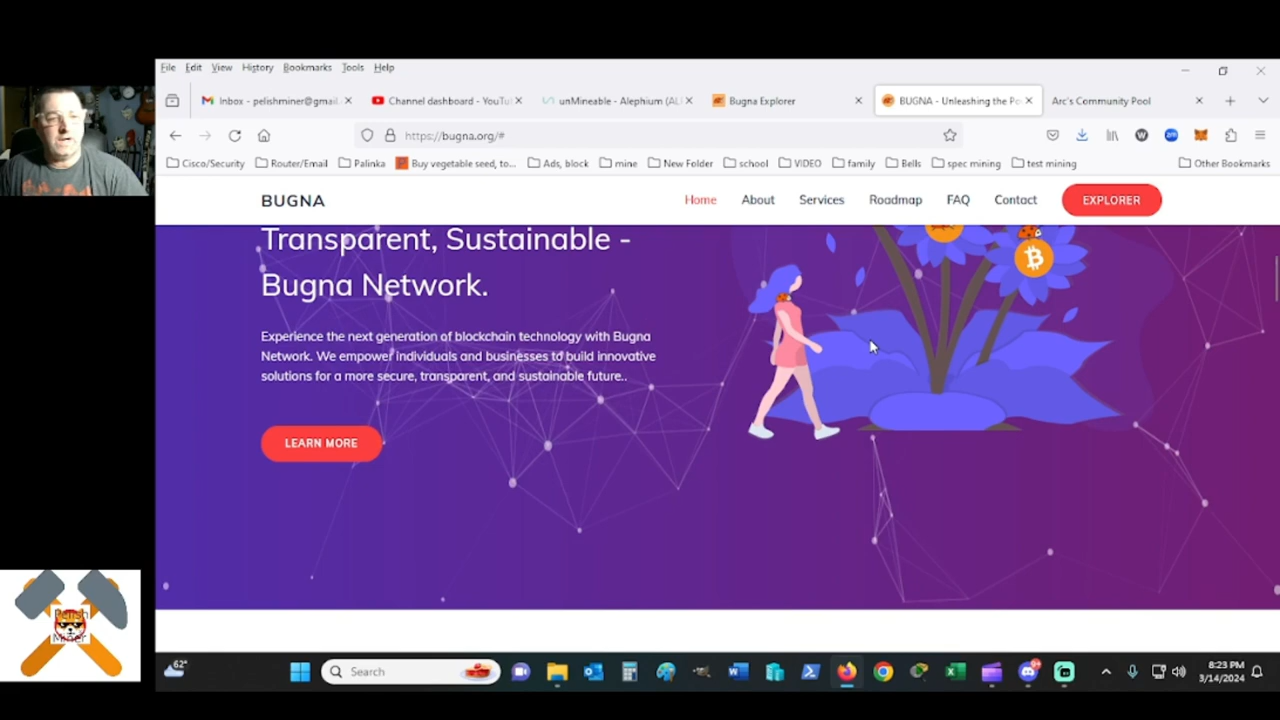 File Edit View History Bookmarks Tools Help
Inbox - pelishminer@gmail.
Channel dashboard - YouTu
unMineable - Alephium (AL
Bugna Explorer
BUGNA - Unleashing the Po
Arc's Community Pool
https://bugna.org/#
Cisco/Security
Router/Email
Palinka
Buy vegetable seed, to...
Ads, block
mine
New Folder
school
VIDEO
family
Bells
spec mining
test mining
Other Bookmarks
BUGNA
Home
About
Services
Roadmap
FAQ
Contact
EXPLORER
Transparent, Sustainable -
Bugna Network.
Experience the next generation of blockchain technology with Bugna
Network. We empower individuals and businesses to build innovative
solutions for a more secure, transparent, and sustainable future..
LEARN MORE
Pelish
Miner
62°
Search
8:23 PM
3/14/2024